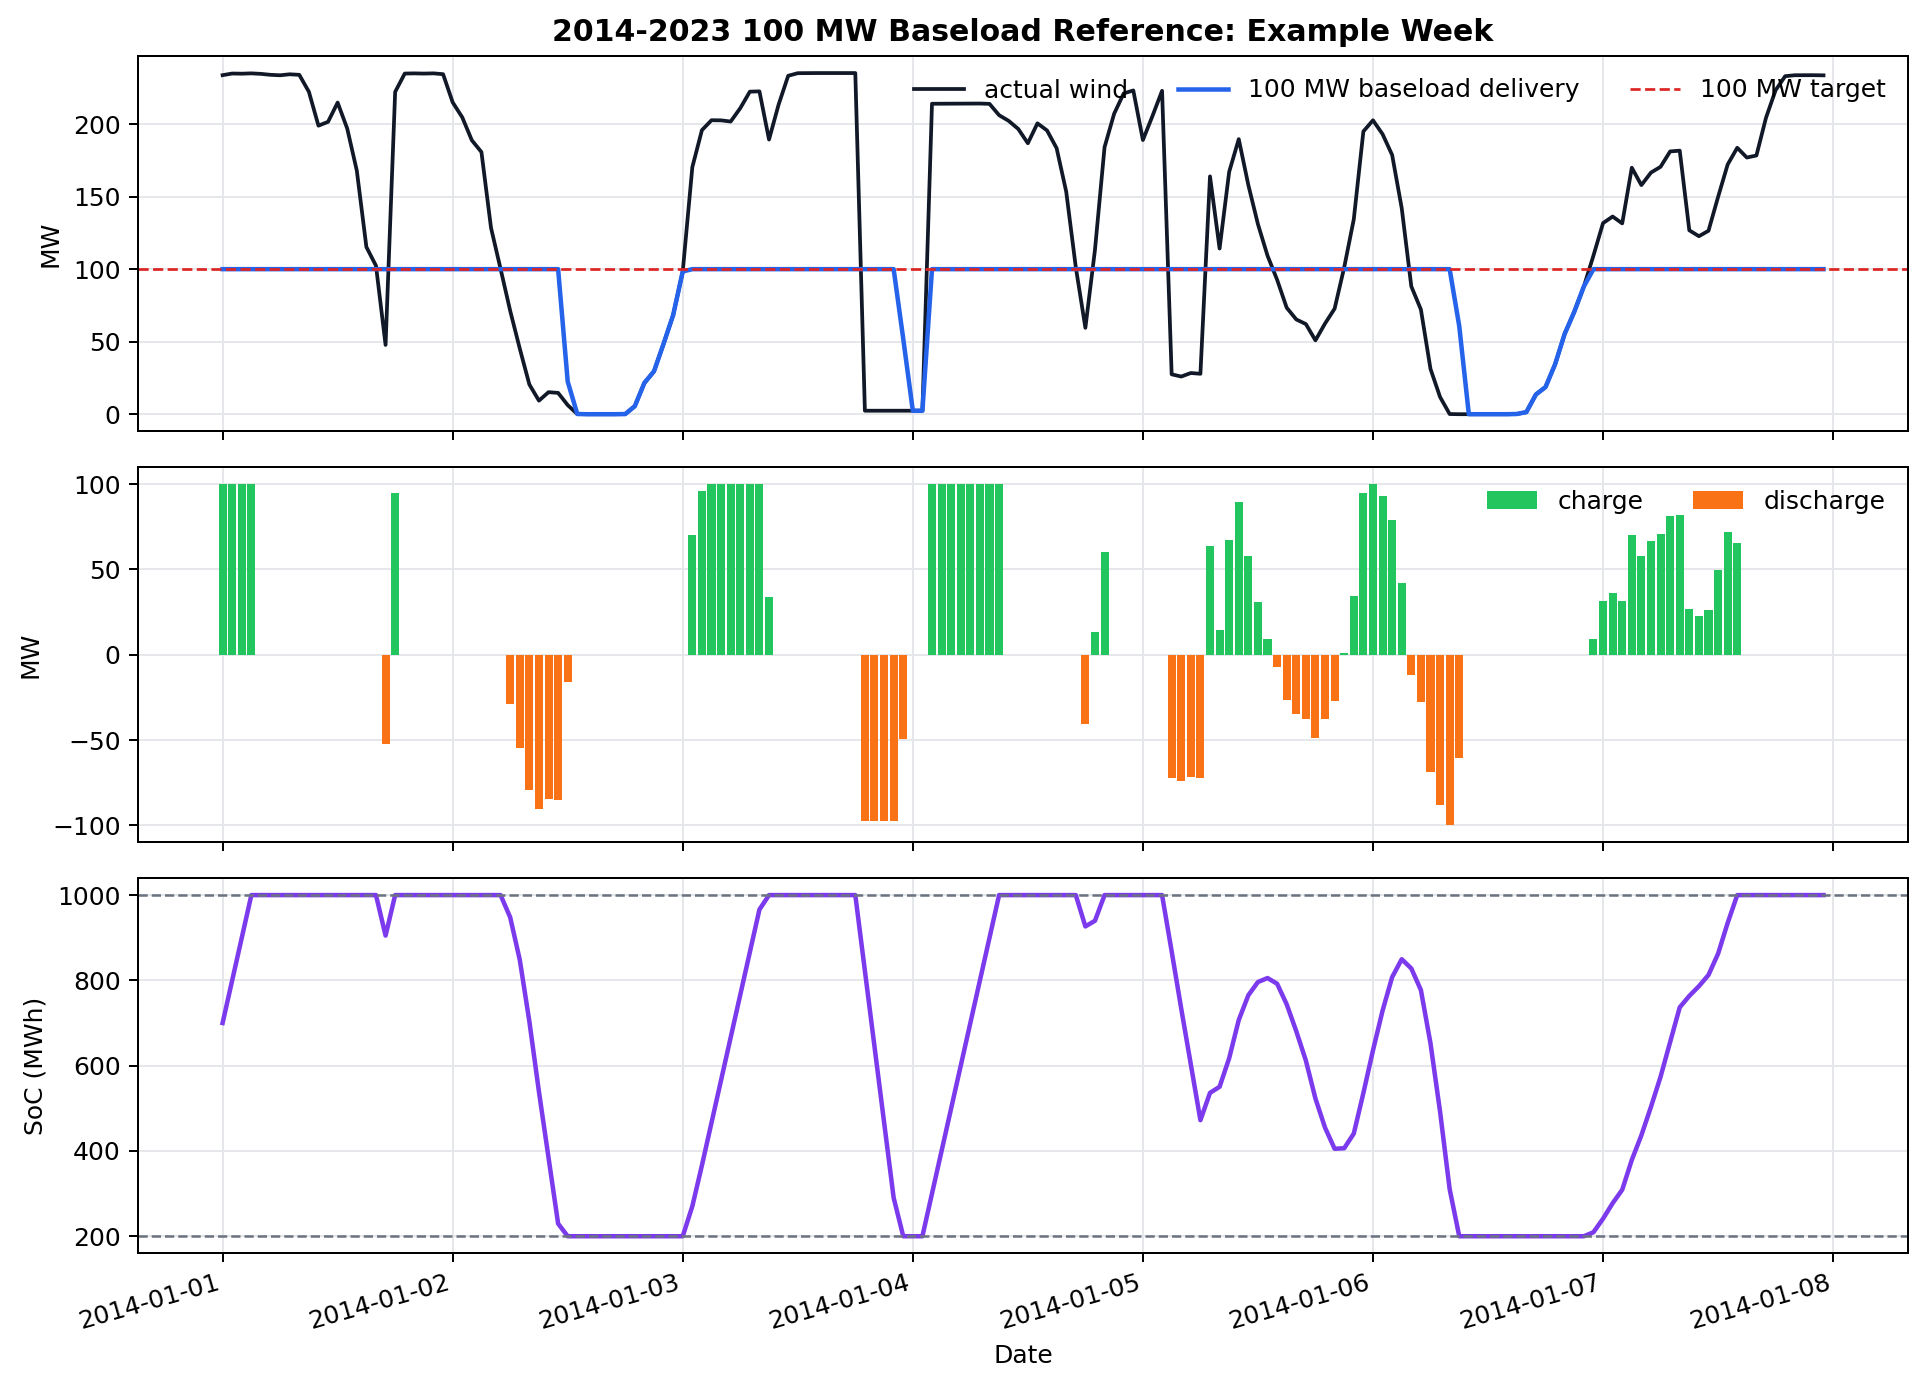 2014-2023 100 MW Baseload Reference: Example Week
actual wind 100 MW baseload delivery 100 MW target
200
150
100
50
0
MW
charge discharge
100
50
0
−50
−100
MW
1000
800
600
400
200
SoC (MWh)
2014-01-01 2014-01-02 2014-01-03 2014-01-04 2014-01-05 2014-01-06 2014-01-07 2014-01-08
Date